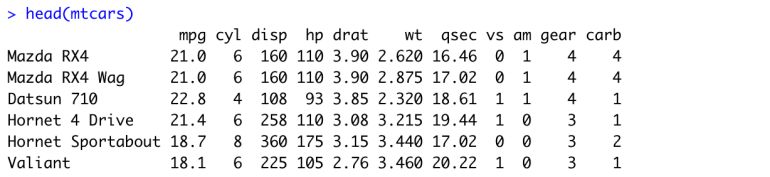 > head(mtcars)
                   mpg cyl disp  hp drat    wt  qsec vs am gear carb
Mazda RX4         21.0   6  160 110 3.90 2.620 16.46  0  1    4    4
Mazda RX4 Wag     21.0   6  160 110 3.90 2.875 17.02  0  1    4    4
Datsun 710        22.8   4  108  93 3.85 2.320 18.61  1  1    4    1
Hornet 4 Drive    21.4   6  258 110 3.08 3.215 19.44  1  0    3    1
Hornet Sportabout 18.7   8  360 175 3.15 3.440 17.02  0  0    3    2
Valiant           18.1   6  225 105 2.76 3.460 20.22  1  0    3    1